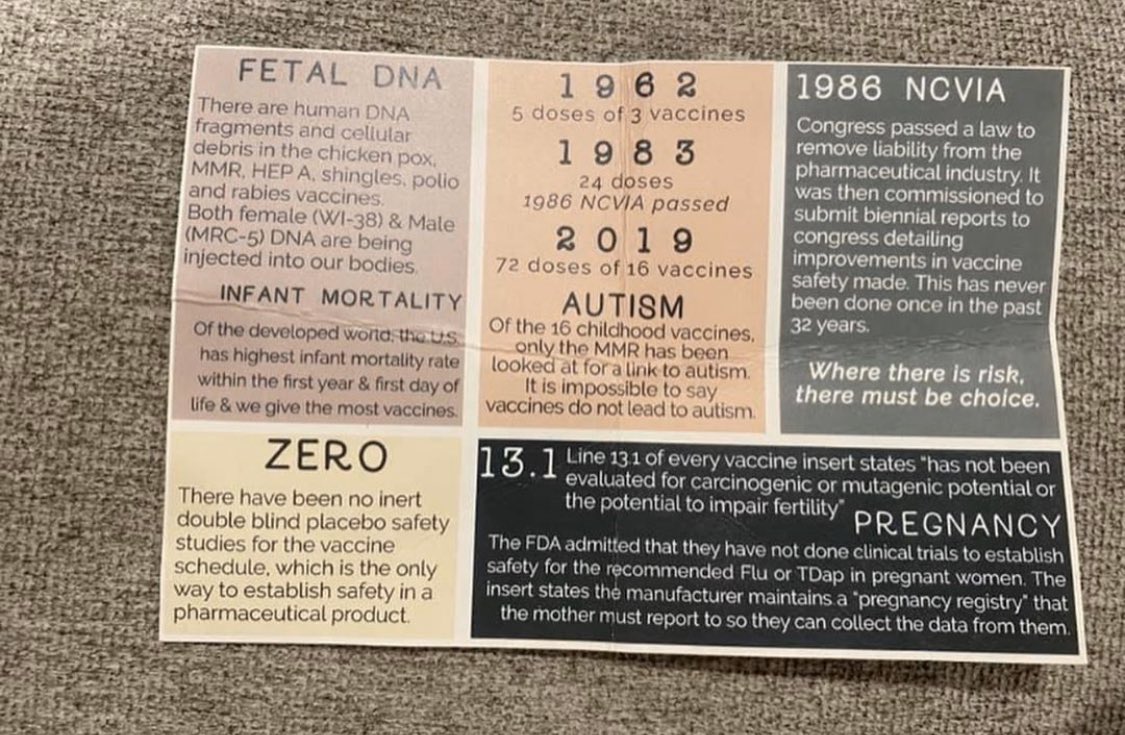 FETAL DNA
There are human DNA
fragments and cellular
debris in the chicken pox,
MMR, HEP A, shingles, polio
and rabies vaccines.
Both female (WI-38) & Male
(MRC-5) DNA are being
injected into our bodies.
INFANT MORTALITY
Of the developed world, the U.S.
has highest infant mortality rate
within the first year & first day of
life & we give the most vaccines.
1962
5 doses of 3 vaccines
1983
24 doses
1986 NCVIA passed
2019
72 doses of 16 vaccines
AUTISM
Of the 16 childhood vaccines,
only the MMR has been
looked at for a link to autism.
It is impossible to say
vaccines do not lead to autism.
1986 NCVIA
Congress passed a law to
remove liability from the
pharmaceutical industry. It
was then commissioned to
submit biennial reports to
congress detailing
improvements in vaccine
safety made. This has never
been done once in the past
32 years.
Where there is risk,
there must be choice.
ZERO
There have been no inert
double blind placebo safety
studies for the vaccine
schedule, which is the only
way to establish safety in a
pharmaceutical product.
13.1 Line 13.1 of every vaccine insert states "has not been
evaluated for carcinogenic or mutagenic potential or
the potential to impair fertility"
PREGNANCY
The FDA admitted that they have not done clinical trials to establish
safety for the recommended Flu or TDap in pregnant women. The
insert states the manufacturer maintains a "pregnancy registry" that
the mother must report to so they can collect the data from them.